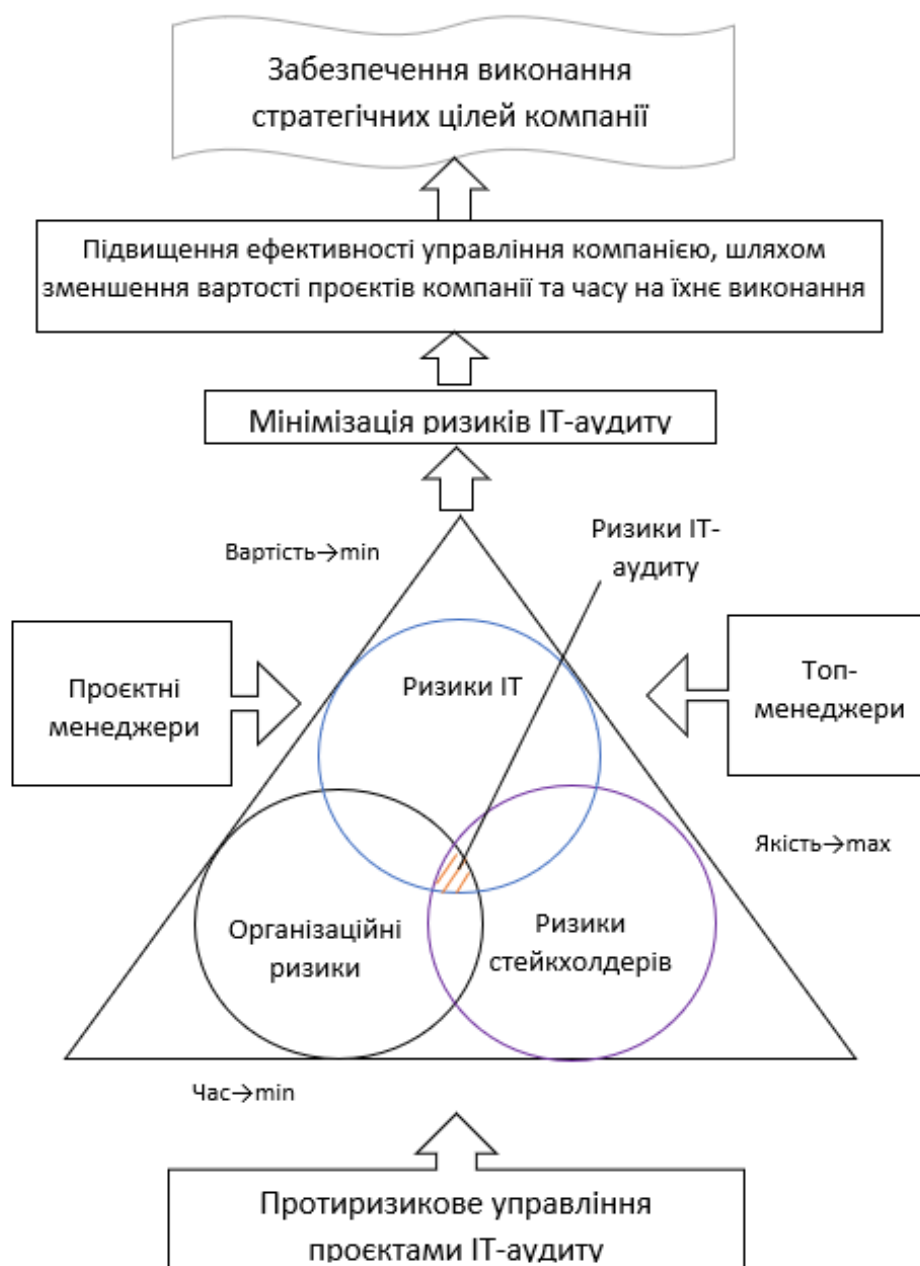 Забезпечення виконання
стратегічних цілей компанії
Підвищення ефективності управління компанією, шляхом
зменшення вартості проєктів компанії та часу на їхнє виконання
Мінімізація ризиків ІТ-аудиту
Вартість→min
Ризики ІТ-
аудиту
Проєктні
менеджери
Ризики ІТ
Топ-
менеджери
Якість→max
Організаційні
ризики
Ризики
стейкхолдерів
Час→min
Протиризикове управління
проєктами ІТ-аудиту